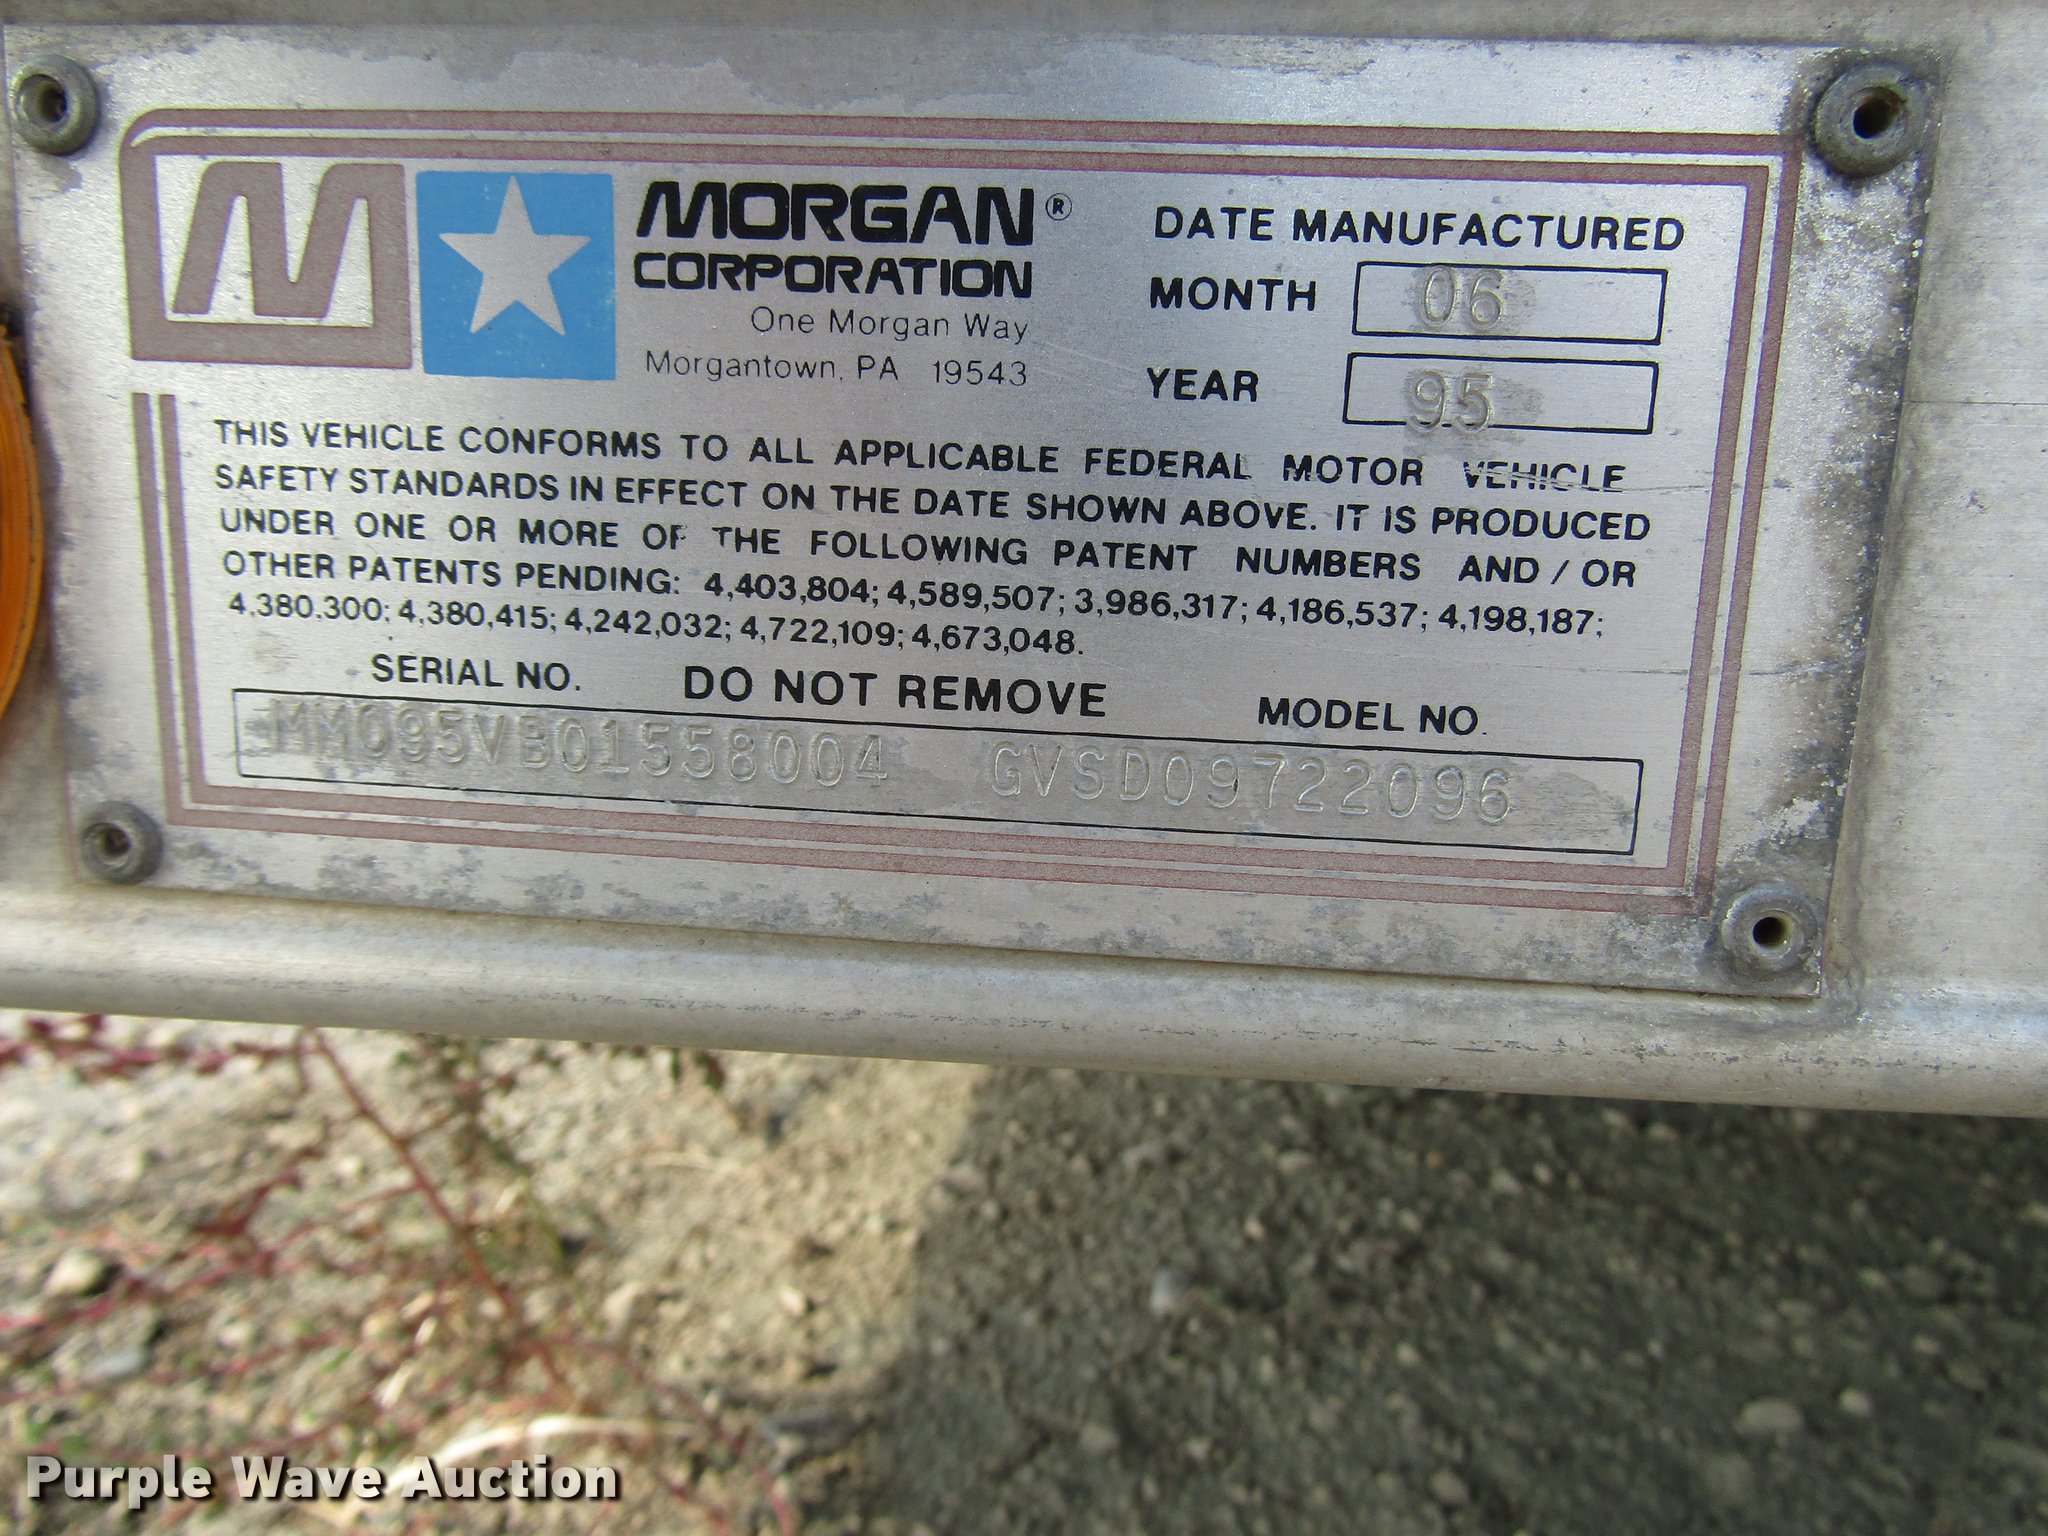 MORGAN®
CORPORATION
One Morgan Way
Morgantown, PA 19543
DATE MANUFACTURED
MONTH 06
YEAR 95
THIS VEHICLE CONFORMS TO ALL APPLICABLE FEDERAL MOTOR VEHICLE
SAFETY STANDARDS IN EFFECT ON THE DATE SHOWN ABOVE. IT IS PRODUCED
UNDER ONE OR MORE OF THE FOLLOWING PATENT NUMBERS AND / OR
OTHER PATENTS PENDING: 4,403,804; 4,589,507; 3,986,317; 4,186,537; 4,198,187;
4,380,300; 4,380,415; 4,242,032; 4,722,109; 4,673,048.
SERIAL NO. DO NOT REMOVE MODEL NO.
MMO95VB01558004 GVSD09722096
Purple Wave Auction